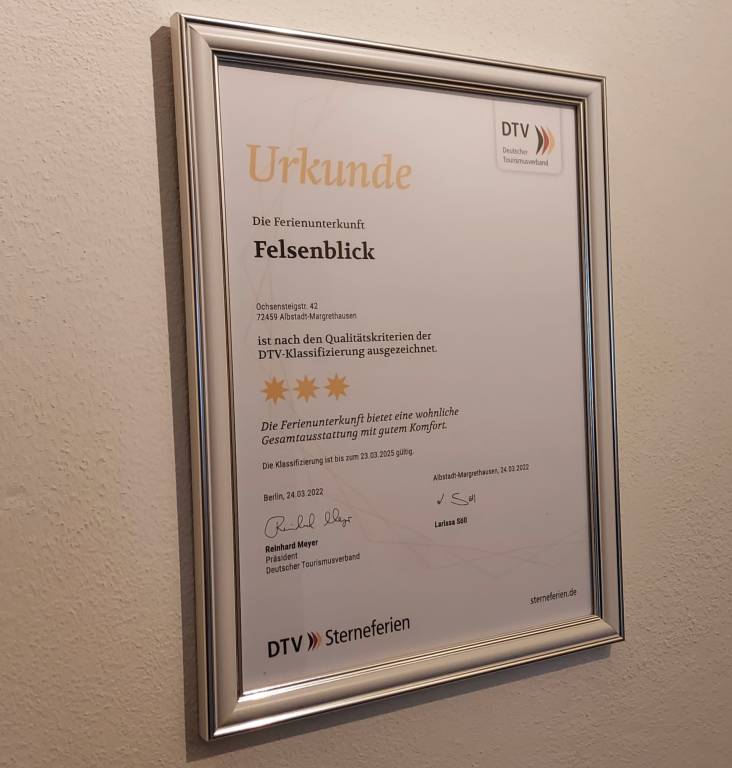 DTV
Deutscher
Tourismusverband
Urkunde
Die Ferienunterkunft
Felsenblick
Ochsensteigstr. 42
72459 Albstadt-Margrethausen
ist nach den Qualitätskriterien der
DTV-Klassifizierung ausgezeichnet.
Die Ferienunterkunft bietet eine wohnliche
Gesamtausstattung mit gutem Komfort.
Die Klassifizierung ist bis zum 23.03.2025 gültig.
Berlin, 24.03.2022
Albstadt-Margrethausen, 24.03.2022
Reinhard Meyer
Präsident
Deutscher Tourismusverband
Larissa Söll
DTV Sterneferien
sterneferien.de